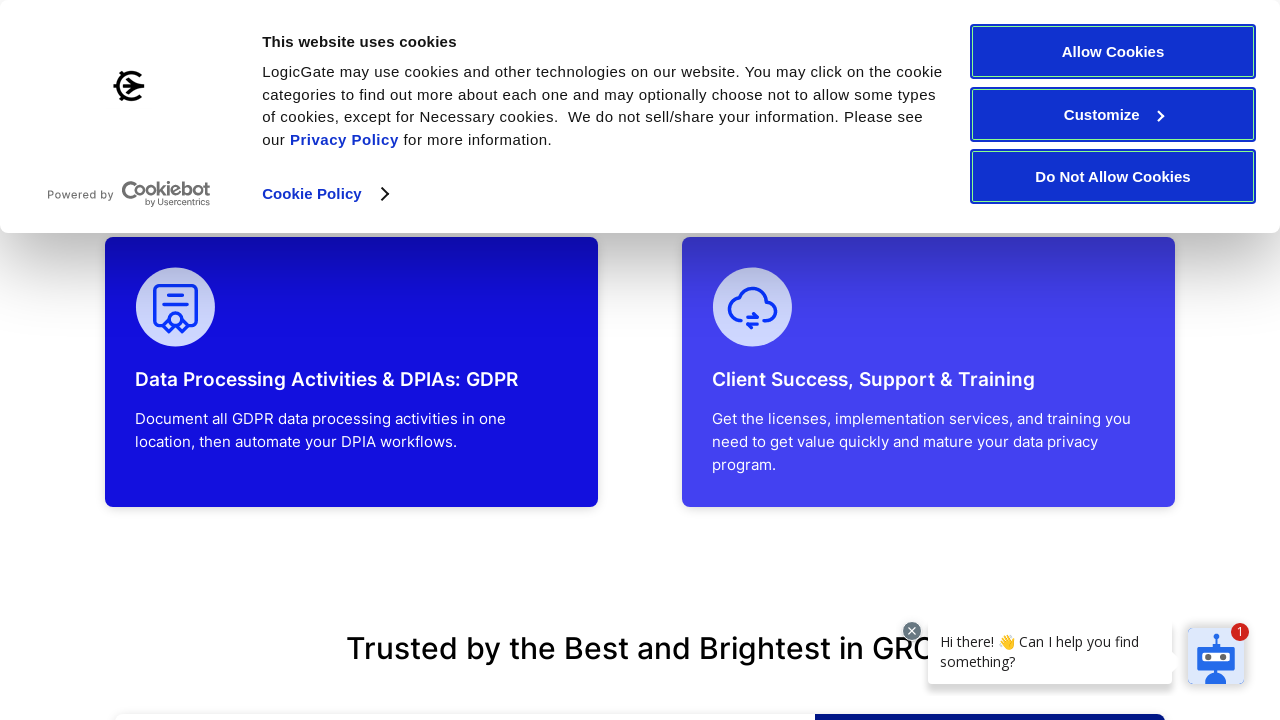 This website uses cookies
LogicGate may use cookies and other technologies on our website. You may click on the cookie
categories to find out more about each one and may optionally choose not to allow some types
of cookies, except for Necessary cookies.  We do not sell/share your information. Please see
our Privacy Policy for more information.
Cookie Policy
Powered by Cookiebot
by Usercentrics
Allow Cookies
Customize
Do Not Allow Cookies
Data Processing Activities & DPIAs: GDPR
Document all GDPR data processing activities in one
location, then automate your DPIA workflows.
Client Success, Support & Training
Get the licenses, implementation services, and training you
need to get value quickly and mature your data privacy
program.
Trusted by the Best and Brightest in GRC
Hi there! 👋 Can I help you find
something?
1